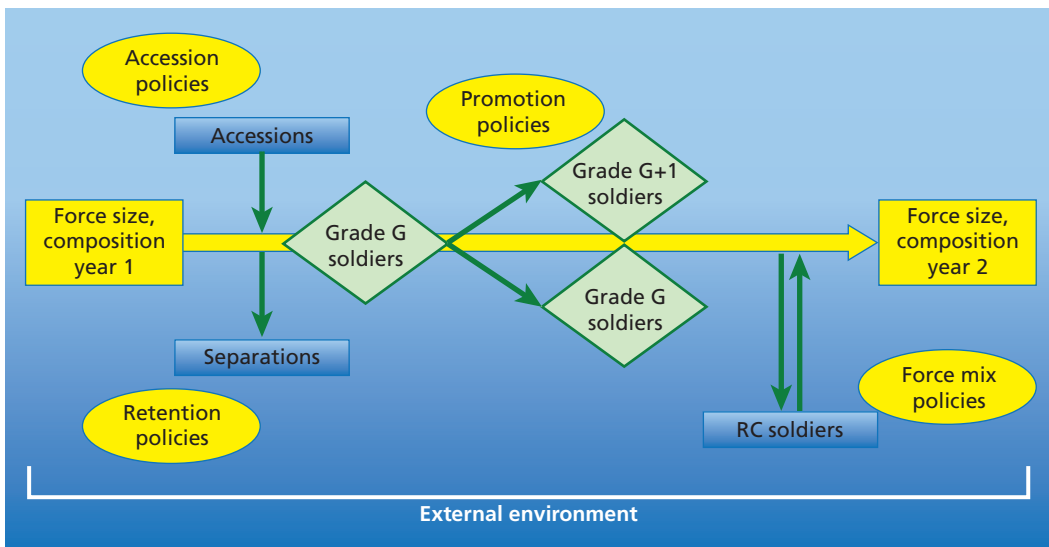 Accession
policies
Accessions
Promotion
policies
Force size,
composition
year 1
Grade G
soldiers
Grade G+1
soldiers
Grade G
soldiers
Force size,
composition
year 2
Separations
Retention
policies
RC soldiers
Force mix
policies
External environment